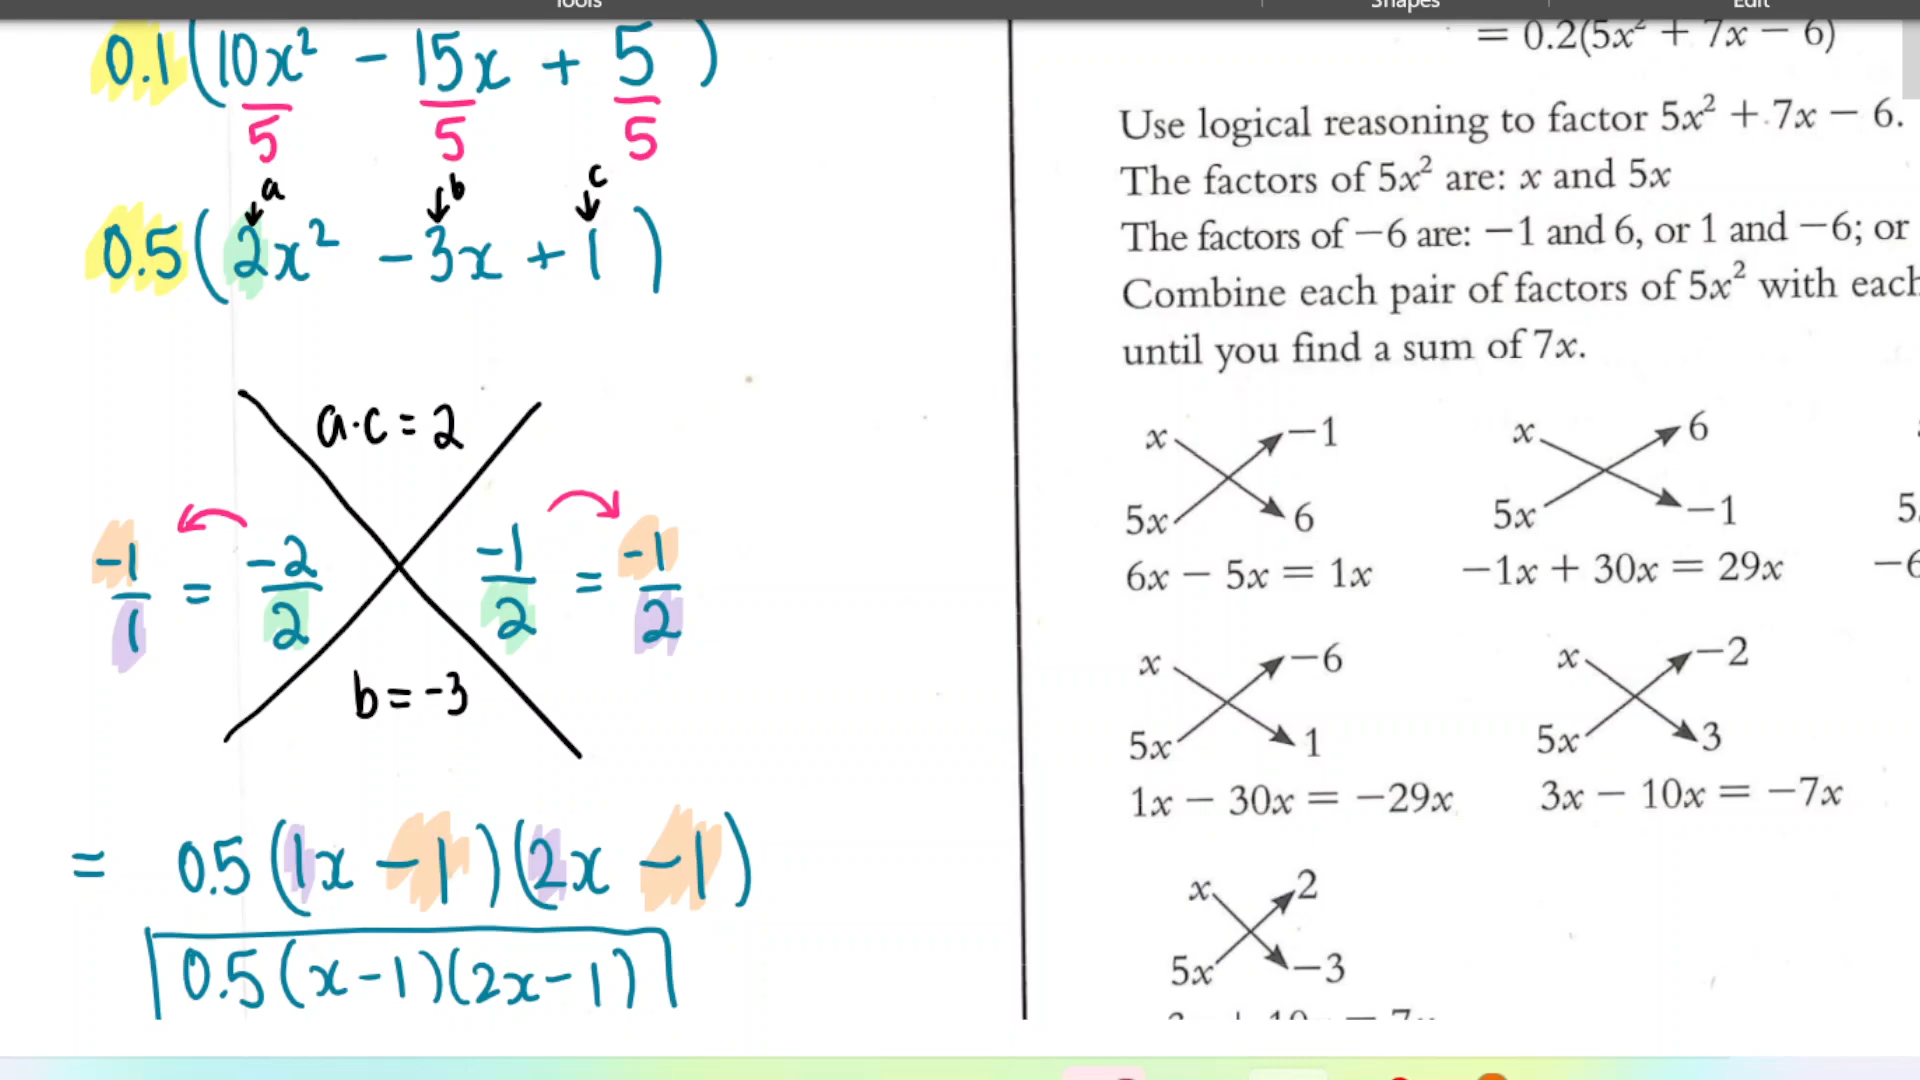 Tools Shapes Edit
0.1(10x² - 15x + 5)
5 5 5
a b c
0.5(2x² - 3x + 1)
a·c = 2
-1/1 = -2/2 -1/2 = -1/2
b = -3
= 0.5(1x - 1)(2x - 1)
0.5(x-1)(2x-1)
= 0.2(5x² + 7x − 6)
Use logical reasoning to factor 5x² + 7x − 6.
The factors of 5x² are: x and 5x
The factors of −6 are: −1 and 6, or 1 and −6; or
Combine each pair of factors of 5x² with each
until you find a sum of 7x.
x −1 x 6
5x 6 5x −1 5
6x − 5x = 1x −1x + 30x = 29x −6
x −6 x −2
5x 1 5x 3
1x − 30x = −29x 3x − 10x = −7x
x 2
5x −3